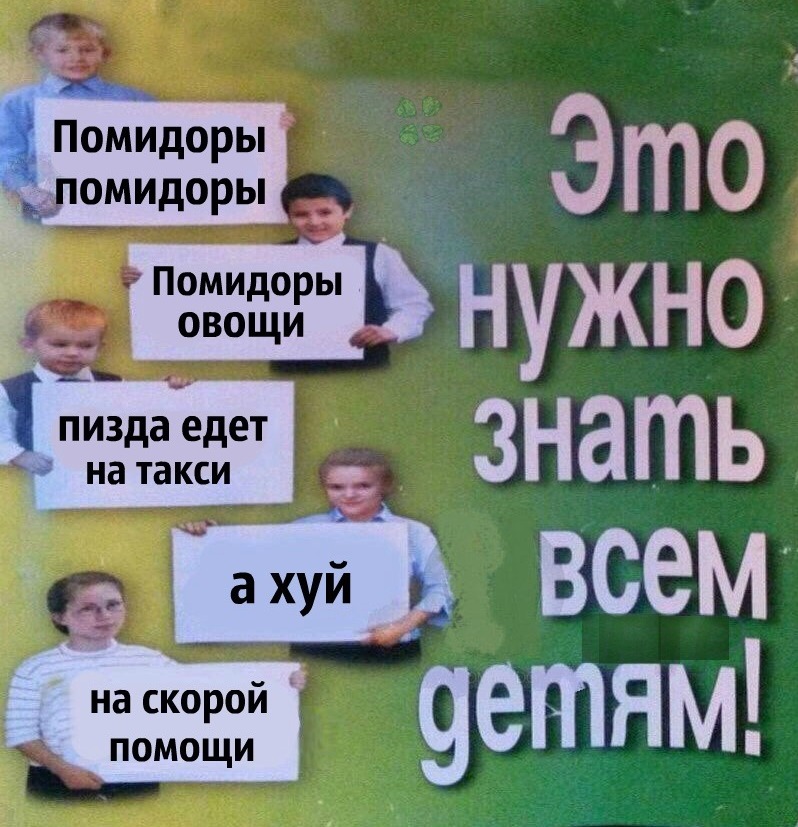 Помидоры
помидоры
Помидоры
овощи
пизда едет
на такси
а хуй
на скорой
помощи
Это
нужно
знать
всем
детям!